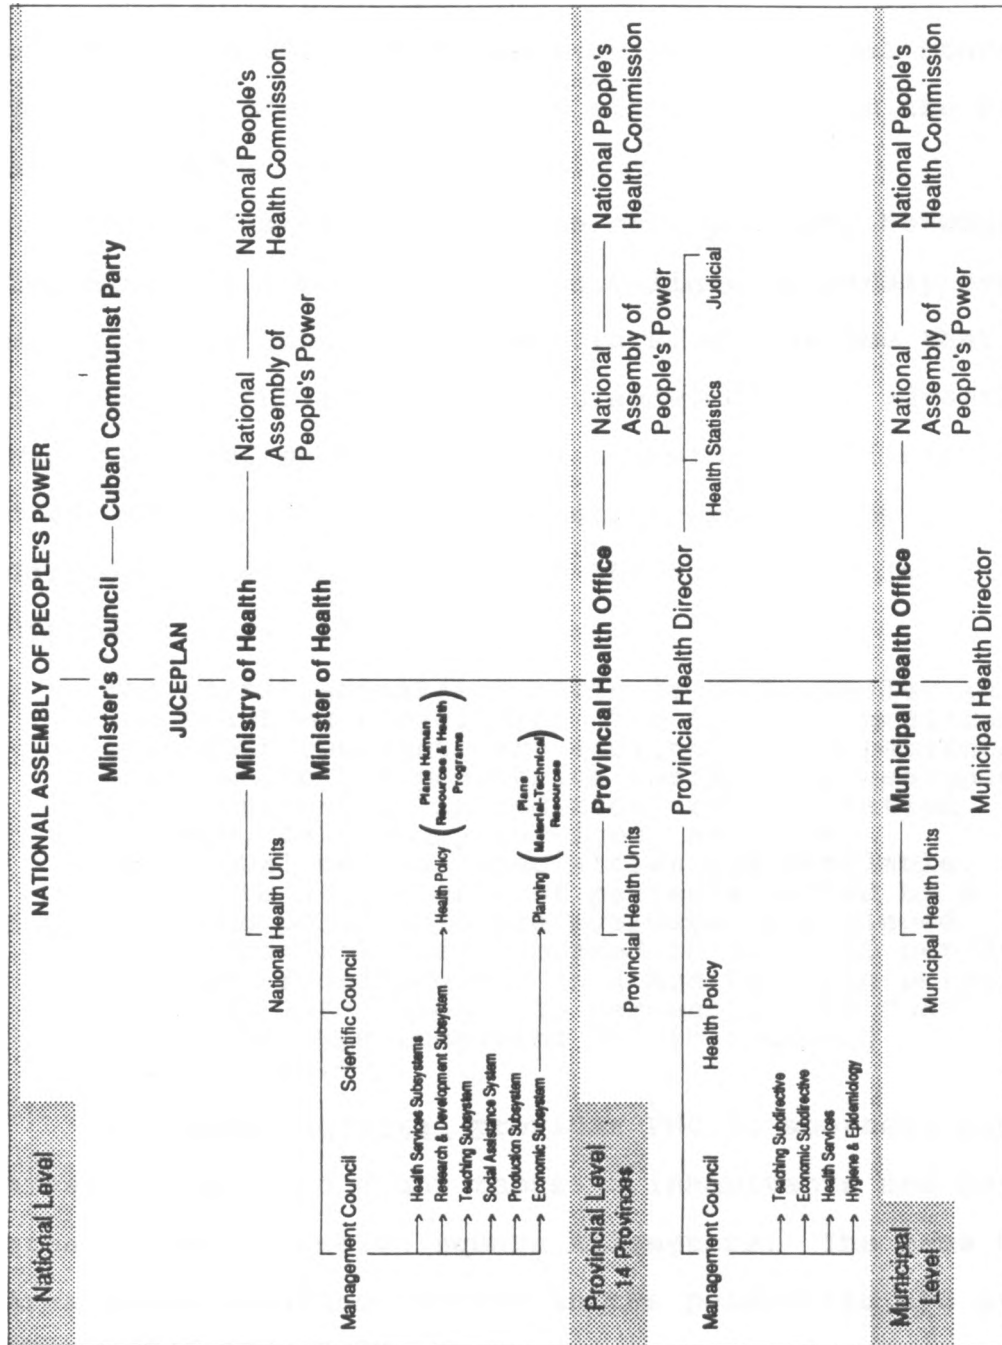 National Level
NATIONAL ASSEMBLY OF PEOPLE'S POWER
Minister's Council
Cuban Communist Party
JUCEPLAN
Ministry of Health
National
Assembly of
People's Power
National People's
Health Commission
National Health Units
Minister of Health
Management Council
Scientific Council
Health Services Subsystems
Research & Development Subsystem
Health Policy
(Plane Human
Resources & Health
Programs)
Teaching Subsystem
Social Assistance System
Production Subsystem
Economic Subsystem
Planning
(Plane
Material-Technical
Resources)
Provincial Level
14 Provinces
Provincial Health Office
National
Assembly of
People's Power
National People's
Health Commission
Provincial Health Units
Provincial Health Director
Management Council
Health Policy
Health Statistics
Judicial
Teaching Subdirective
Economic Subdirective
Health Services
Hygiene & Epidemiology
Municipal
Level
Municipal Health Office
National
Assembly of
People's Power
National People's
Health Commission
Municipal Health Units
Municipal Health Director